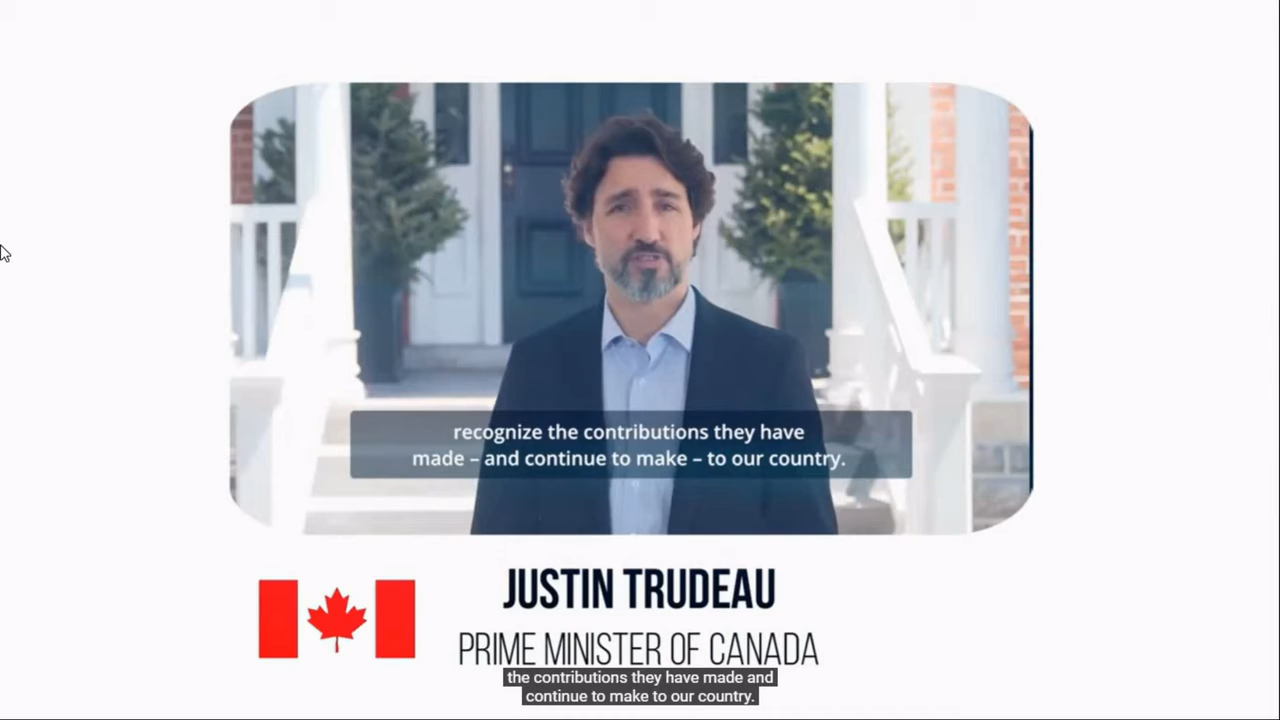 recognize the contributions they have
made – and continue to make – to our country.
JUSTIN TRUDEAU
PRIME MINISTER OF CANADA
the contributions they have made and
continue to make to our country.